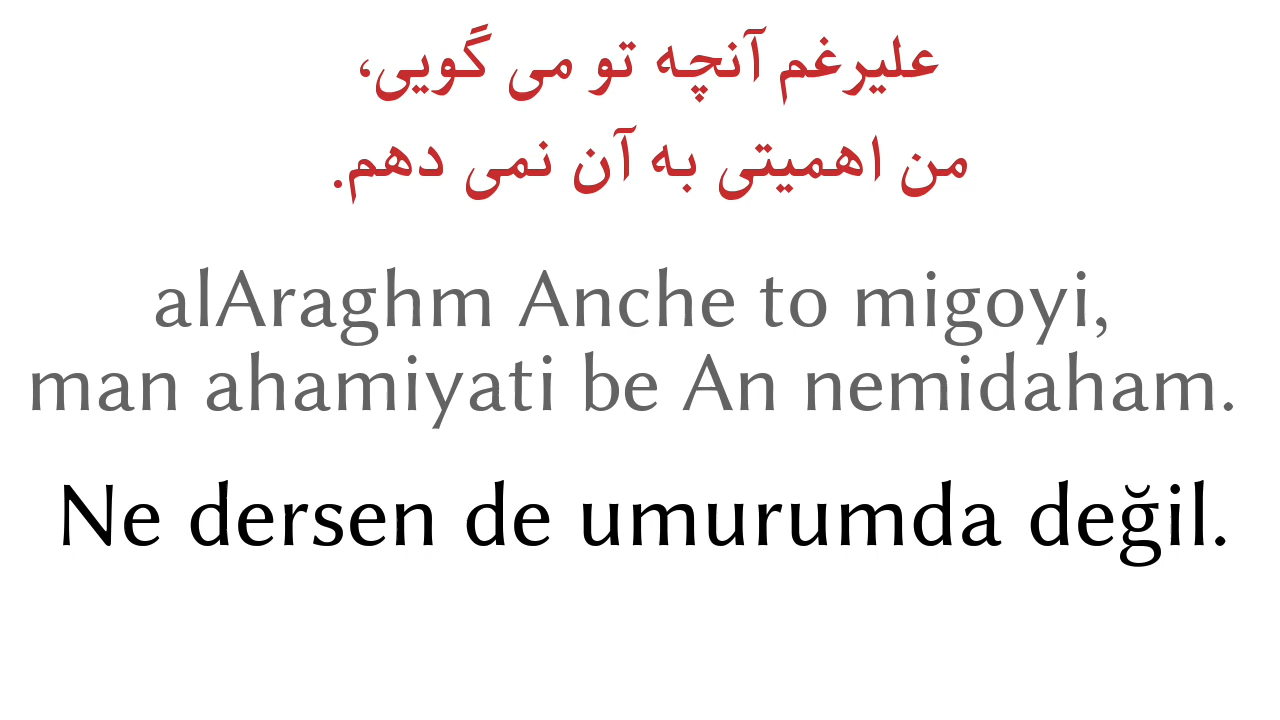 علیرغم آنچه تو می گویی،
من اهمیتی به آن نمی دهم.
alAraghm Anche to migoyi,
man ahamiyati be An nemidaham.
Ne dersen de umurumda değil.